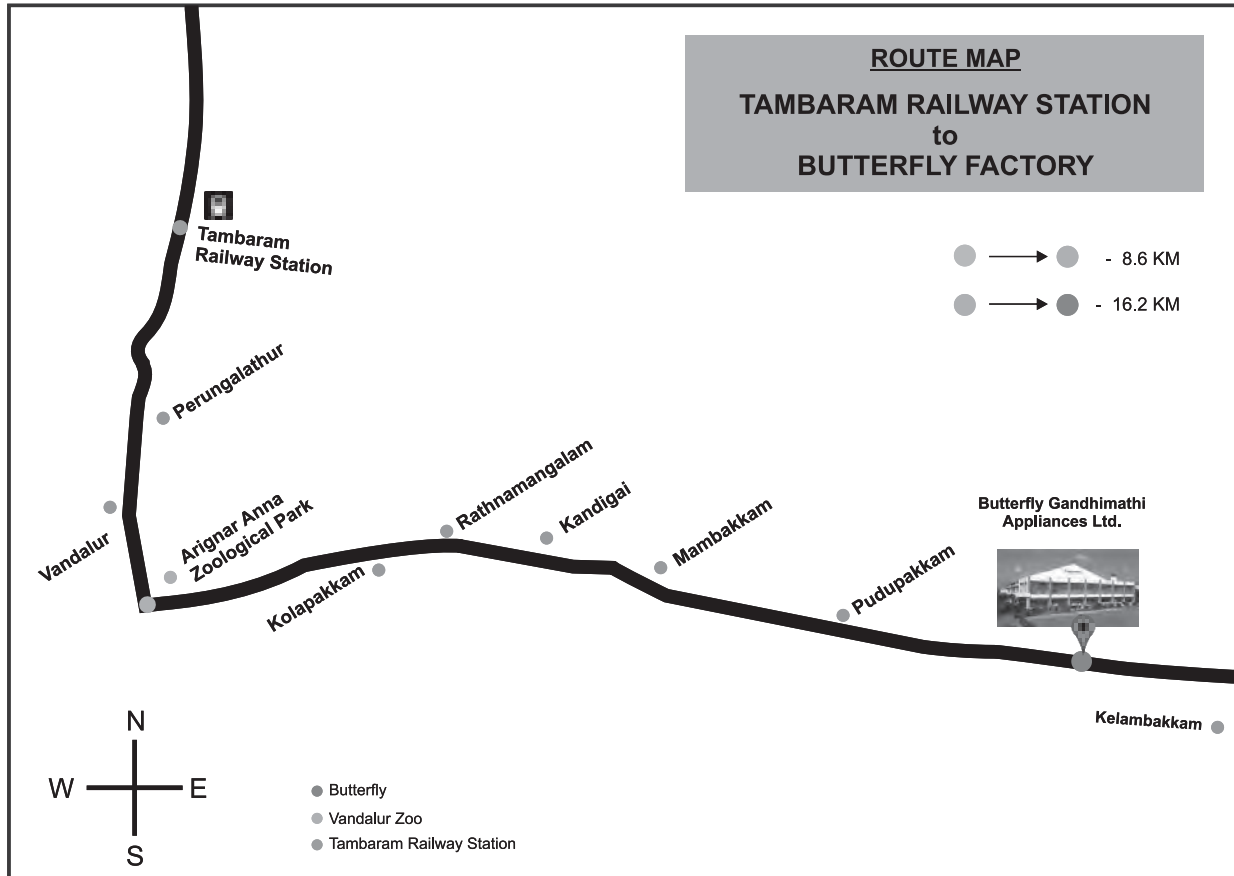 ROUTE MAP
TAMBARAM RAILWAY STATION
to
BUTTERFLY FACTORY
Tambaram
Railway Station
- 8.6 KM
- 16.2 KM
Perungalathur
Vandalur
Arignar Anna
Zoological Park
Kolapakkam
Rathnamangalam
Kandigai
Mambakkam
Pudupakkam
Butterfly Gandhimathi
Appliances Ltd.
Kelambakkam
N
W E
S
Butterfly
Vandalur Zoo
Tambaram Railway Station